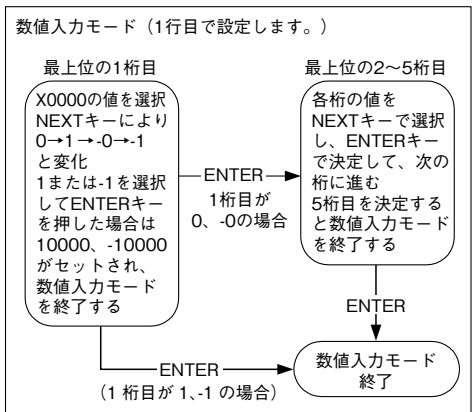 数値入力モード（1行目で設定します。）
最上位の1桁目
X0000の値を選択
NEXTキーにより
0→1→-0→-1
と変化
1または-1を選択
してENTERキー
を押した場合は
10000、-10000
がセットされ、
数値入力モード
を終了する
ENTER
1桁目が
0、-0の場合
最上位の2〜5桁目
各桁の値を
NEXTキーで選択
し、ENTERキー
で決定して、次の
桁に進む
5桁目を決定する
と数値入力モード
を終了する
ENTER
ENTER
（1 桁目が 1、-1 の場合）
数値入力モード
終了